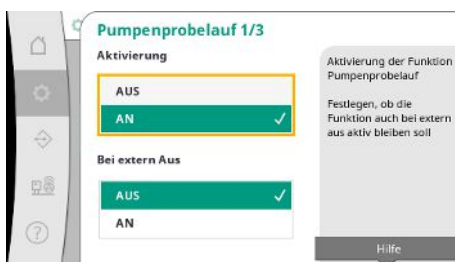 Pumpenprobelauf 1/3
Aktivierung
AUS
AN
Bei extern Aus
AUS
AN
Aktivierung der Funktion
Pumpenprobelauf
Festlegen, ob die
Funktion auch bei extern
aus aktiv bleiben soll
Hilfe